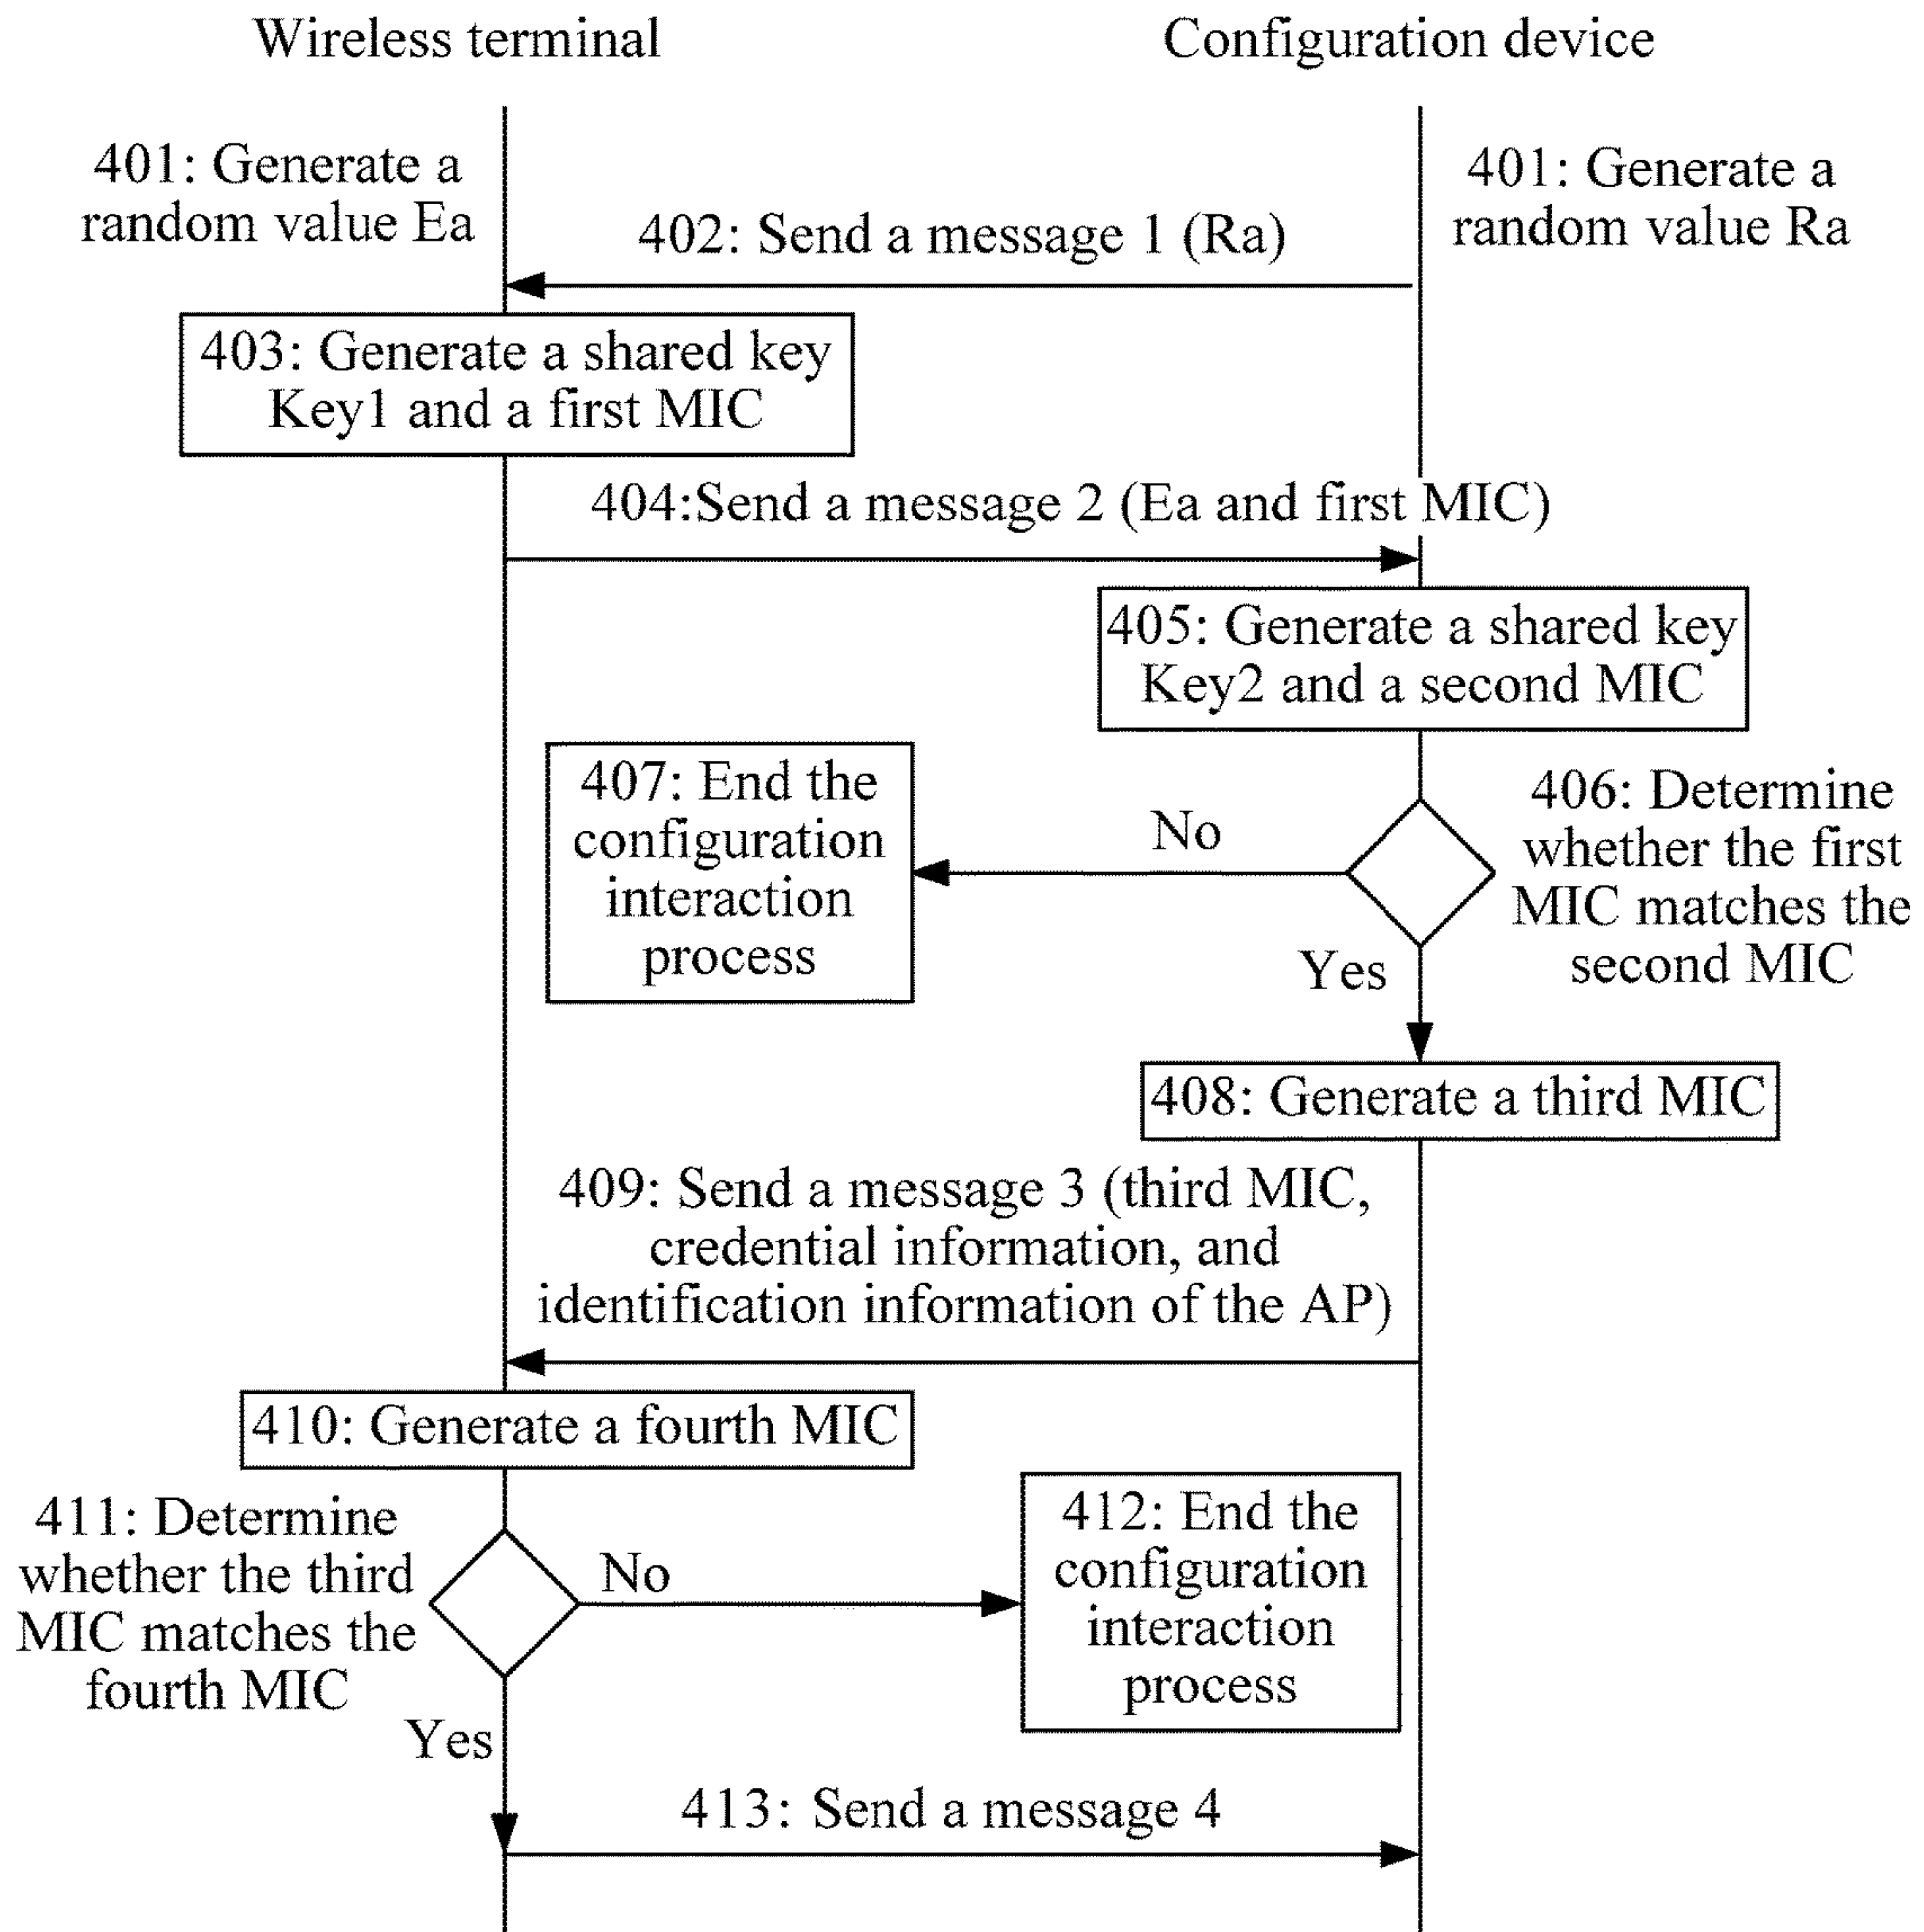 Wireless terminal
Configuration device
401: Generate a
random value Ea
401: Generate a
random value Ra
402: Send a message 1 (Ra)
403: Generate a shared key
Key1 and a first MIC
404:Send a message 2 (Ea and first MIC)
405: Generate a shared key
Key2 and a second MIC
407: End the
configuration
interaction
process
No
406: Determine
whether the first
MIC matches the
second MIC
Yes
408: Generate a third MIC
409: Send a message 3 (third MIC,
credential information, and
identification information of the AP)
410: Generate a fourth MIC
411: Determine
whether the third
MIC matches the
fourth MIC
No
412: End the
configuration
interaction
process
Yes
413: Send a message 4